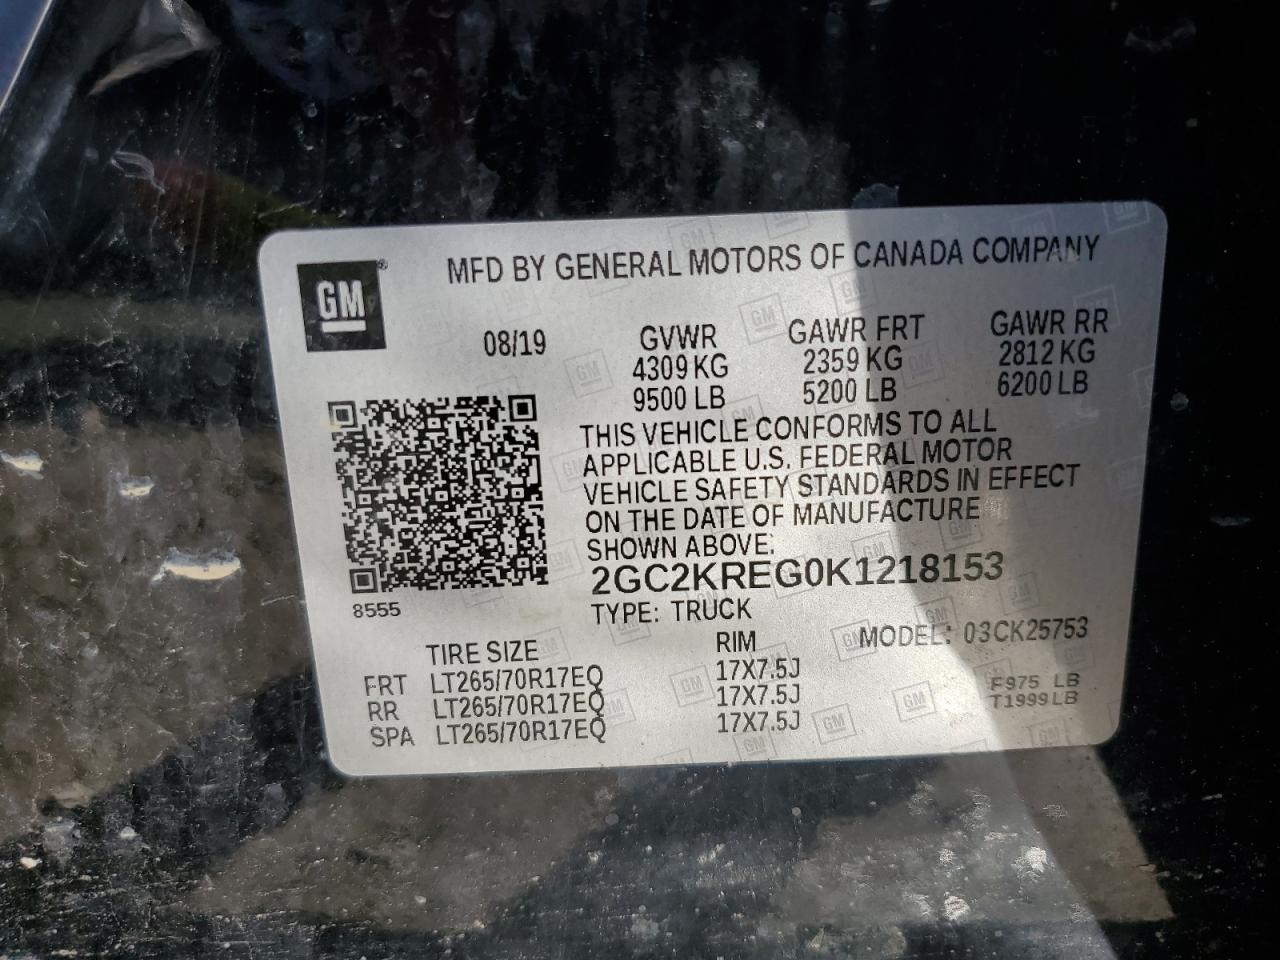 GM
MFD BY GENERAL MOTORS OF CANADA COMPANY
08/19 GVWR GAWR FRT GAWR RR
4309 KG 2359 KG 2812 KG
9500 LB 5200 LB 6200 LB
THIS VEHICLE CONFORMS TO ALL
APPLICABLE U.S. FEDERAL MOTOR
VEHICLE SAFETY STANDARDS IN EFFECT
ON THE DATE OF MANUFACTURE
SHOWN ABOVE.
2GC2KREG0K1218153
8555
TYPE: TRUCK
TIRE SIZE RIM MODEL: 03CK25753
FRT LT265/70R17EQ 17X7.5J
RR LT265/70R17EQ 17X7.5J
SPA LT265/70R17EQ 17X7.5J
F975 LB
T1999LB